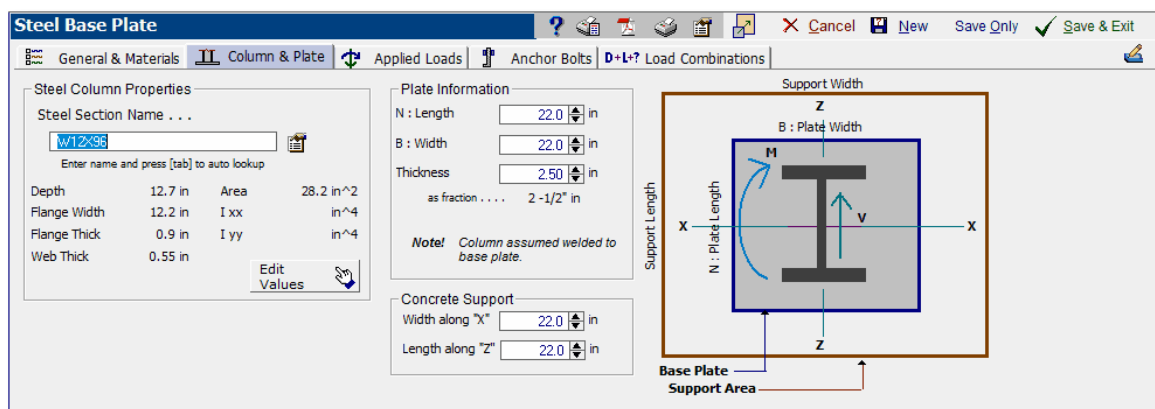 Steel Base Plate
? Cancel New Save Only Save & Exit
General & Materials Column & Plate Applied Loads Anchor Bolts D+L+? Load Combinations
Steel Column Properties
Steel Section Name . . .
W12X96
Enter name and press [tab] to auto lookup
Depth 12.7 in Area 28.2 in^2
Flange Width 12.2 in I xx in^4
Flange Thick 0.9 in I yy in^4
Web Thick 0.55 in
Edit
Values
Plate Information
N : Length 22.0 in
B : Width 22.0 in
Thickness 2.50 in
as fraction . . . . 2 -1/2" in
Note! Column assumed welded to
base plate.
Concrete Support
Width along "X" 22.0 in
Length along "Z" 22.0 in
Support Width
Z
B : Plate Width
M
Support Length
N : Plate Length
X
V
X
Z
Base Plate
Support Area